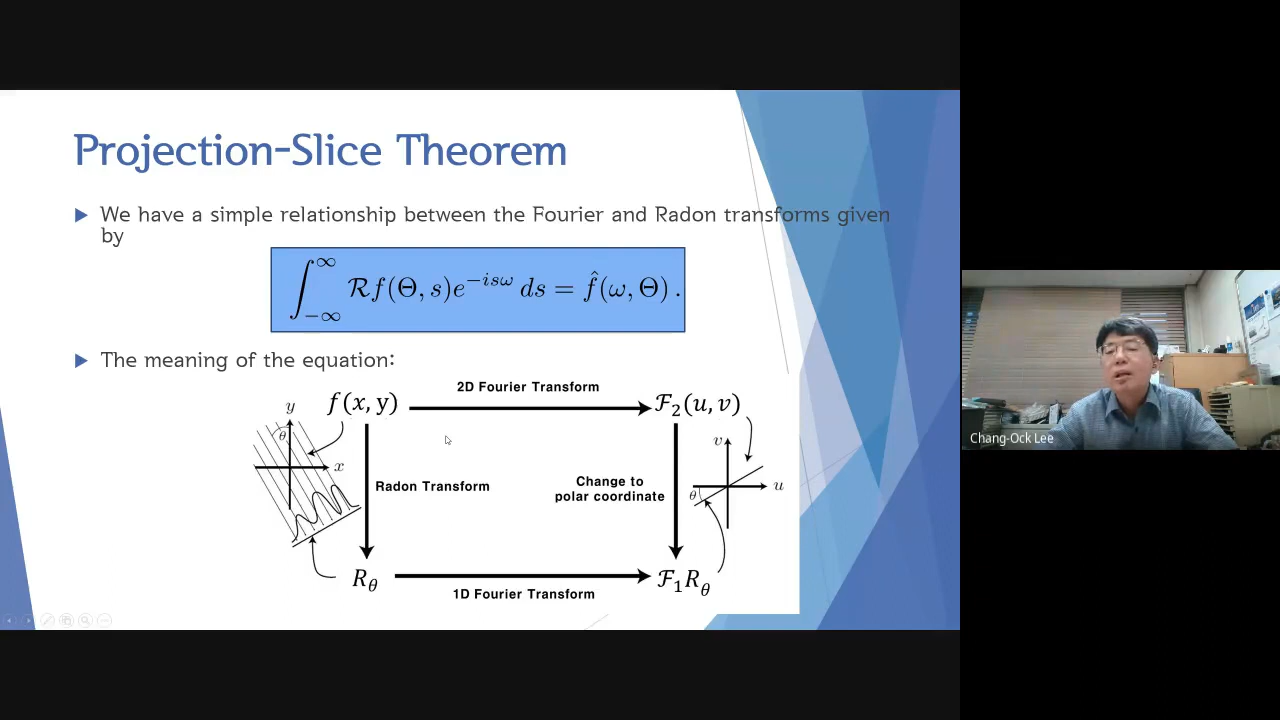 Projection-Slice Theorem
We have a simple relationship between the Fourier and Radon transforms given
by
∫_{-∞}^{∞} ℛf(Θ, s)e^{-isω} ds = f̂(ω, Θ).
The meaning of the equation:
f(x, y)
2D Fourier Transform
ℱ₂(u, v)
y
θ
x
Radon Transform
Change to
polar coordinate
v
u
θ
R_θ
1D Fourier Transform
ℱ₁R_θ
Chang-Ock Lee